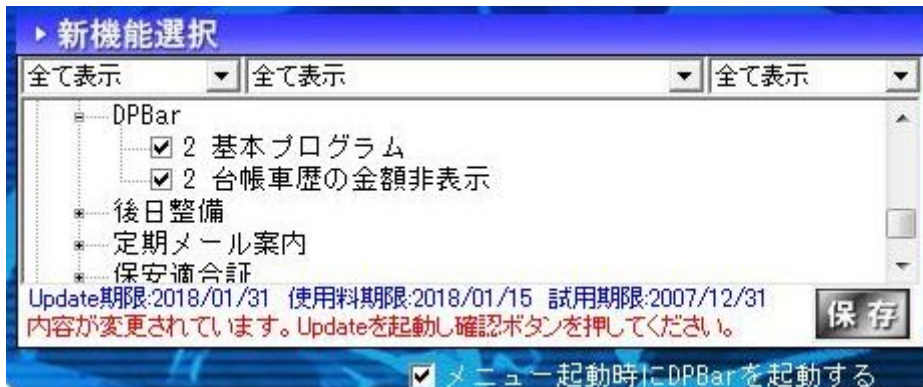 新機能選択
全て表示 全て表示 全て表示
DPBar
2 基本プログラム
2 台帳車歴の金額非表示
後日整備
定期メール案内
保安適合証
Update期限:2018/01/31 使用料期限:2018/01/15 試用期限:2007/12/31
内容が変更されています。Updateを起動し確認ボタンを押してください。
保存
メニュー起動時にDPBarを起動する